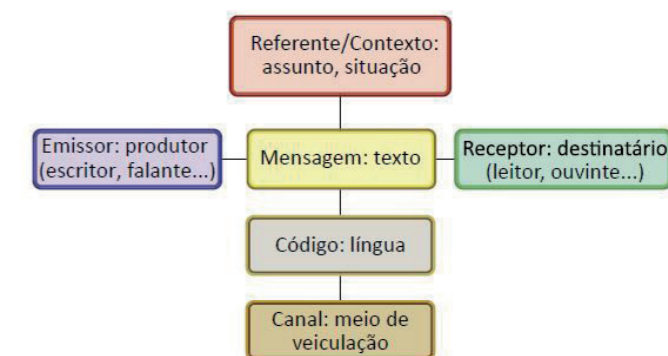 Referente/Contexto:
assunto, situação
Emissor: produtor
(escritor, falante...)
Mensagem: texto
Receptor: destinatário
(leitor, ouvinte...)
Código: língua
Canal: meio de
veiculação